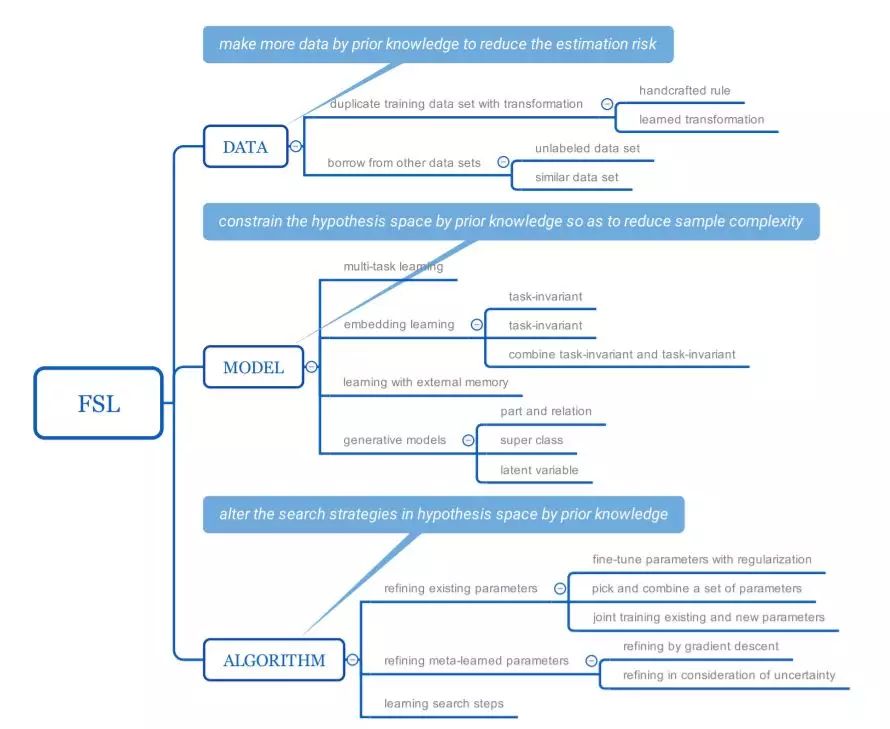 make more data by prior knowledge to reduce the estimation risk
duplicate training data set with transformation
handcrafted rule
learned transformation
DATA
borrow from other data sets
unlabeled data set
similar data set
constrain the hypothesis space by prior knowledge so as to reduce sample complexity
multi-task learning
embedding learning
task-invariant
task-invariant
combine task-invariant and task-invariant
MODEL
learning with external memory
FSL
generative models
part and relation
super class
latent variable
alter the search strategies in hypothesis space by prior knowledge
refining existing parameters
fine-tune parameters with regularization
pick and combine a set of parameters
joint training existing and new parameters
ALGORITHM
refining meta-learned parameters
refining by gradient descent
refining in consideration of uncertainty
learning search steps